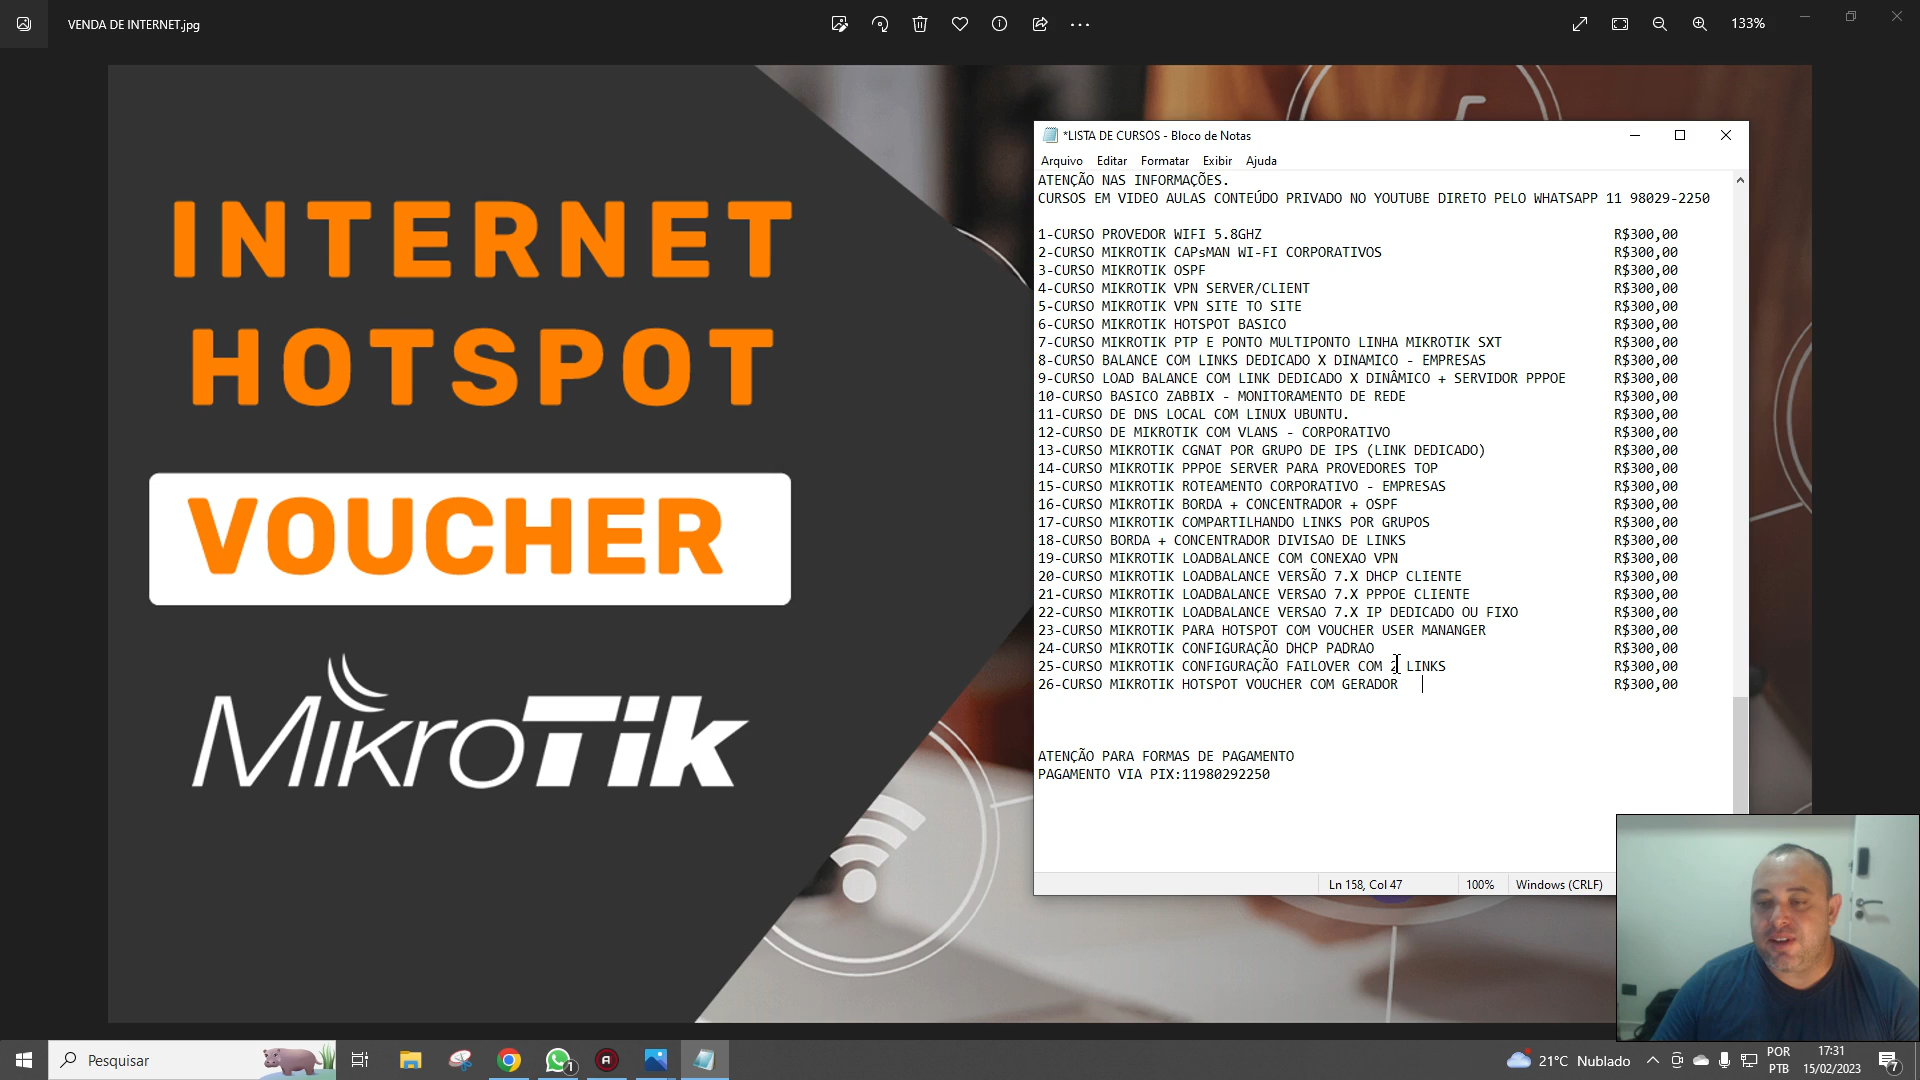 VENDA DE INTERNET.jpg
133%
INTERNET
HOTSPOT
VOUCHER
MikroTik
*LISTA DE CURSOS - Bloco de Notas
Arquivo Editar Formatar Exibir Ajuda
ATENÇÃO NAS INFORMAÇÕES.
CURSOS EM VIDEO AULAS CONTEÚDO PRIVADO NO YOUTUBE DIRETO PELO WHATSAPP 11 98029-2250
1-CURSO PROVEDOR WIFI 5.8GHZ R$300,00
2-CURSO MIKROTIK CAPsMAN WI-FI CORPORATIVOS R$300,00
3-CURSO MIKROTIK OSPF R$300,00
4-CURSO MIKROTIK VPN SERVER/CLIENT R$300,00
5-CURSO MIKROTIK VPN SITE TO SITE R$300,00
6-CURSO MIKROTIK HOTSPOT BASICO R$300,00
7-CURSO MIKROTIK PTP E PONTO MULTIPONTO LINHA MIKROTIK SXT R$300,00
8-CURSO BALANCE COM LINKS DEDICADO X DINAMICO - EMPRESAS R$300,00
9-CURSO LOAD BALANCE COM LINK DEDICADO X DINÂMICO + SERVIDOR PPPOE R$300,00
10-CURSO BASICO ZABBIX - MONITORAMENTO DE REDE R$300,00
11-CURSO DE DNS LOCAL COM LINUX UBUNTU. R$300,00
12-CURSO DE MIKROTIK COM VLANS - CORPORATIVO R$300,00
13-CURSO MIKROTIK CGNAT POR GRUPO DE IPS (LINK DEDICADO) R$300,00
14-CURSO MIKROTIK PPPOE SERVER PARA PROVEDORES TOP R$300,00
15-CURSO MIKROTIK ROTEAMENTO CORPORATIVO - EMPRESAS R$300,00
16-CURSO MIKROTIK BORDA + CONCENTRADOR + OSPF R$300,00
17-CURSO MIKROTIK COMPARTILHANDO LINKS POR GRUPOS R$300,00
18-CURSO BORDA + CONCENTRADOR DIVISAO DE LINKS R$300,00
19-CURSO MIKROTIK LOADBALANCE COM CONEXAO VPN R$300,00
20-CURSO MIKROTIK LOADBALANCE VERSÃO 7.X DHCP CLIENTE R$300,00
21-CURSO MIKROTIK LOADBALANCE VERSAO 7.X PPPOE CLIENTE R$300,00
22-CURSO MIKROTIK LOADBALANCE VERSAO 7.X IP DEDICADO OU FIXO R$300,00
23-CURSO MIKROTIK PARA HOTSPOT COM VOUCHER USER MANANGER R$300,00
24-CURSO MIKROTIK CONFIGURAÇÃO DHCP PADRAO R$300,00
25-CURSO MIKROTIK CONFIGURAÇÃO FAILOVER COM 2 LINKS R$300,00
26-CURSO MIKROTIK HOTSPOT VOUCHER COM GERADOR R$300,00
ATENÇÃO PARA FORMAS DE PAGAMENTO
PAGAMENTO VIA PIX:11980292250
Ln 158, Col 47 100% Windows (CRLF)
Pesquisar
1
21°C Nublado
POR
PTB
17:31
15/02/2023
7